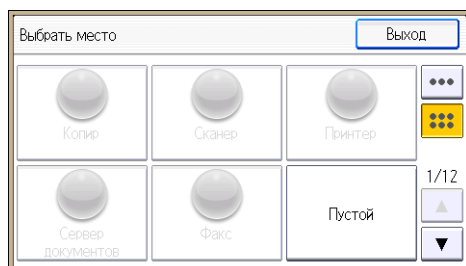 Выбрать место
Выход
Копир
Сканер
Принтер
1/12
Сервер
документов
Факс
Пустой